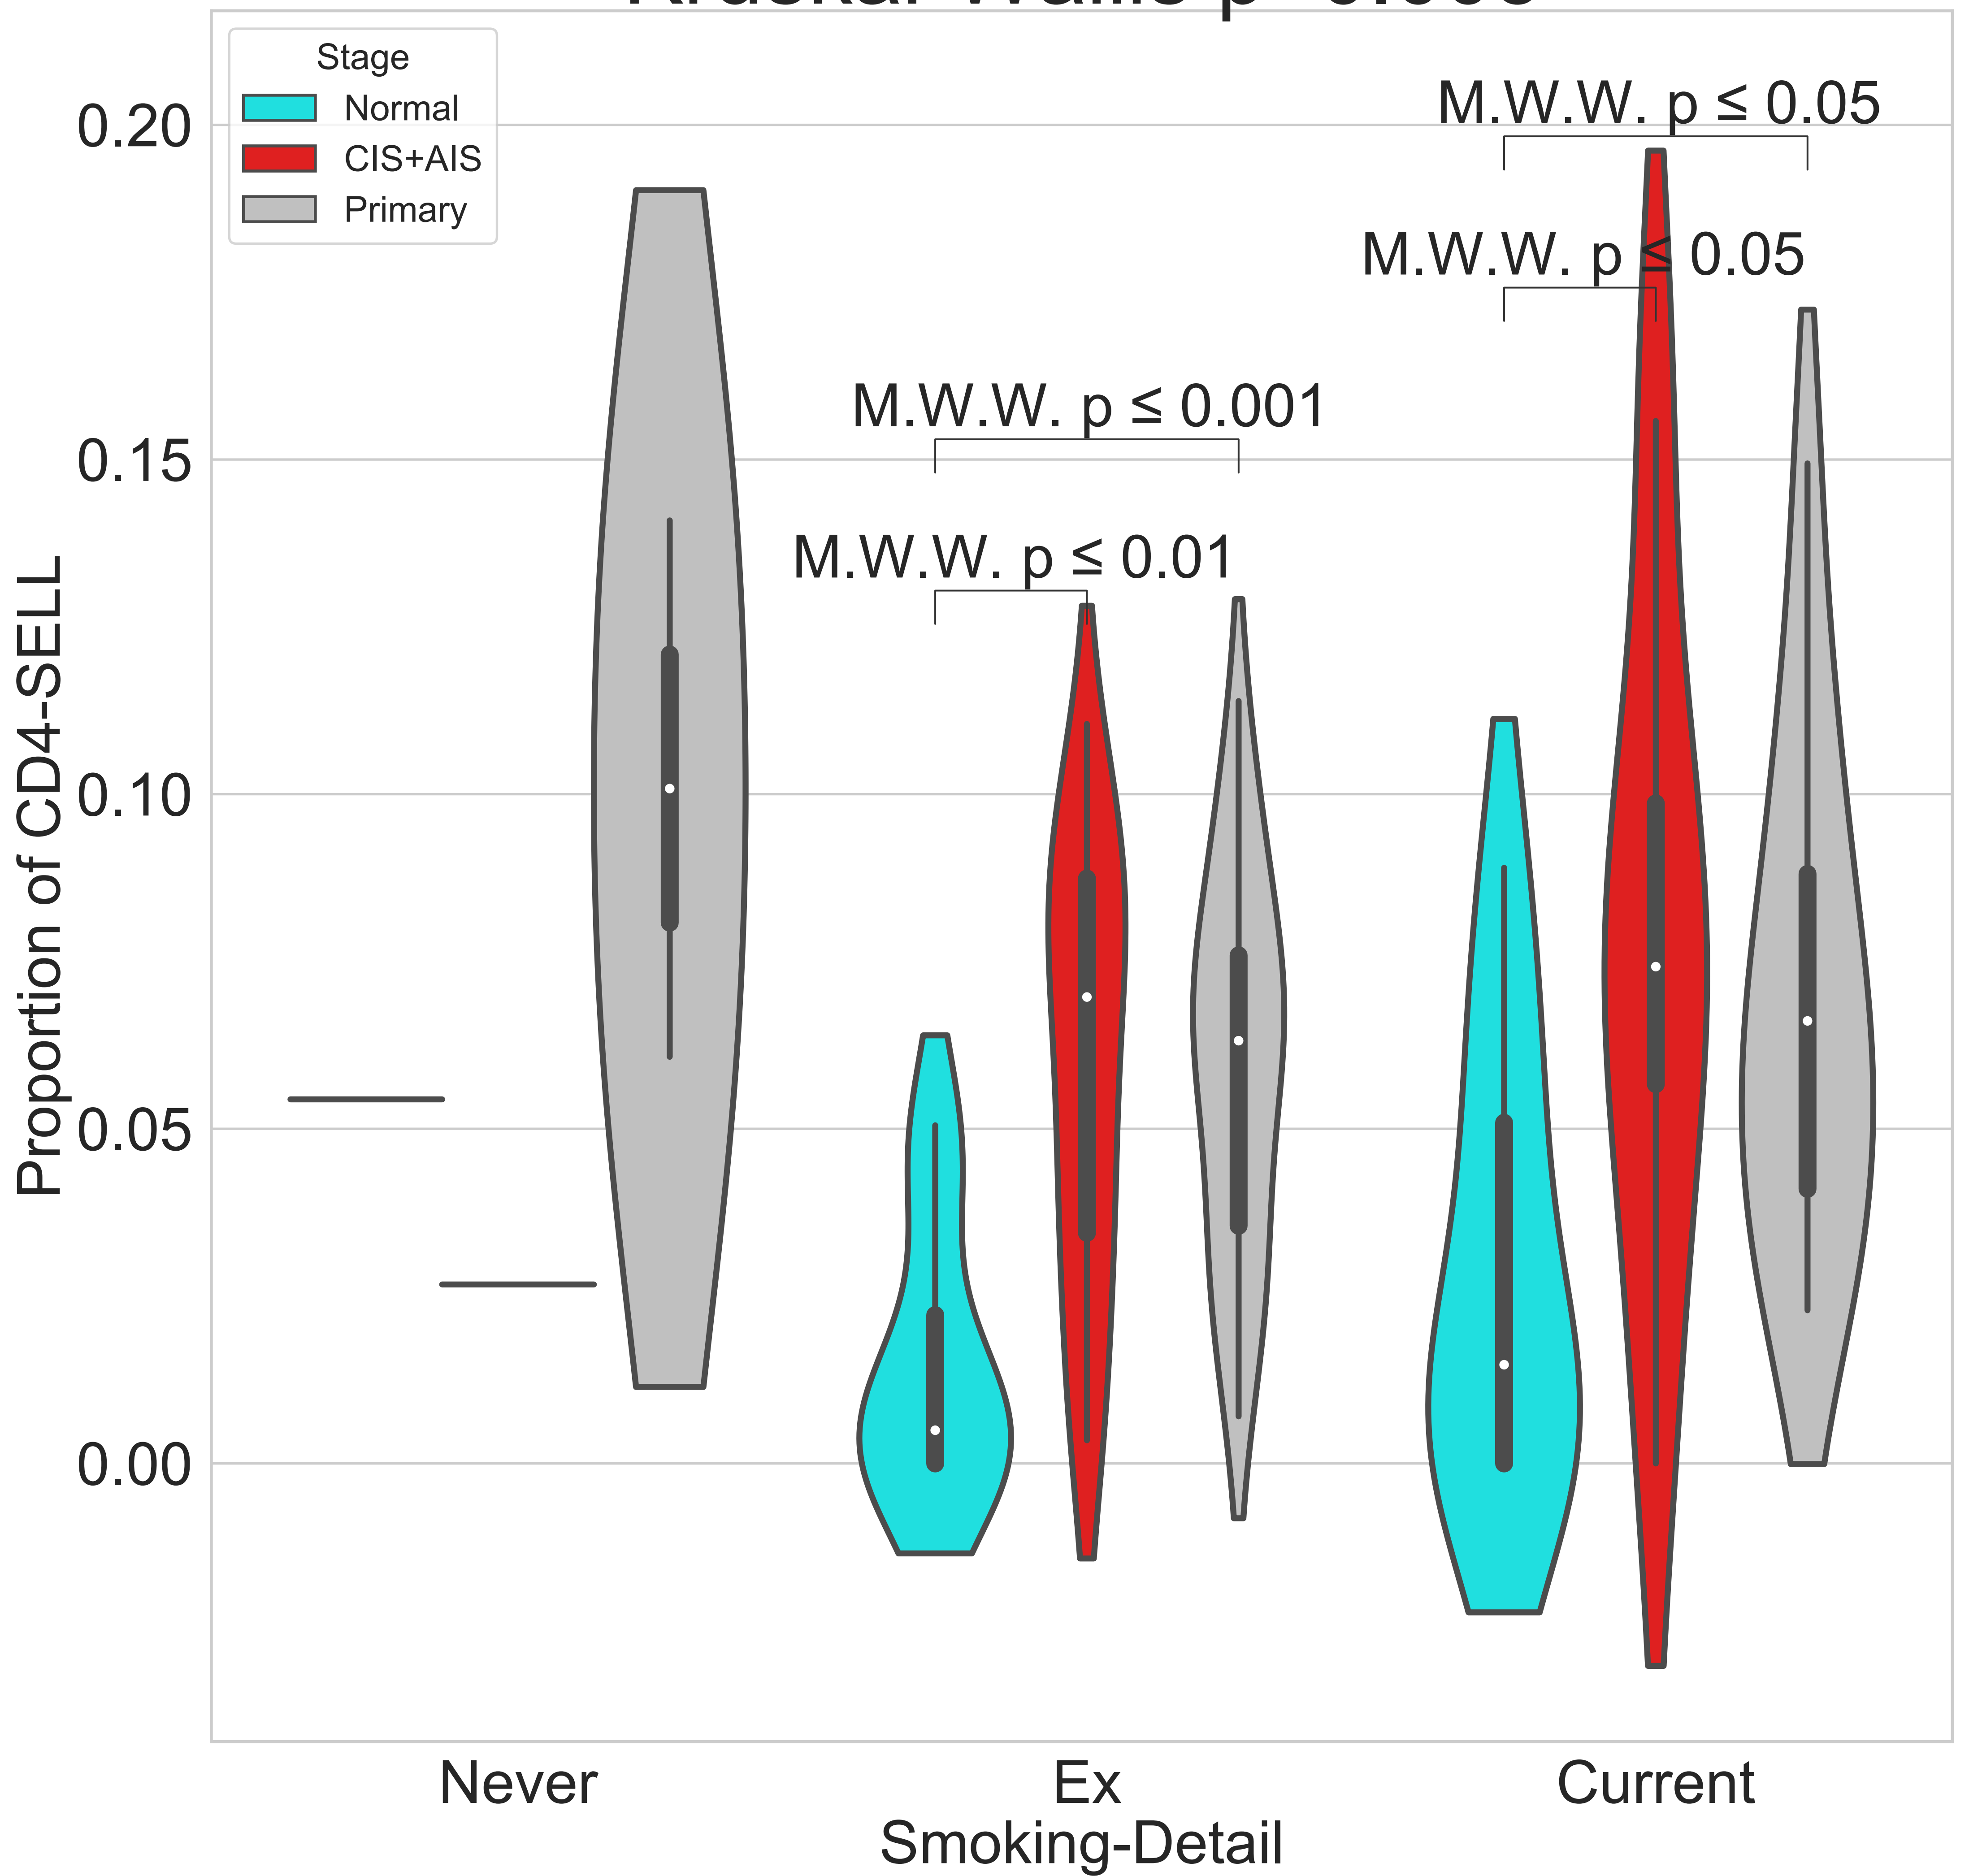 Stage
Normal
CIS+AIS
Primary
M.W.W. p ≤ 0.05
M.W.W. p ≤ 0.05
M.W.W. p ≤ 0.001
M.W.W. p ≤ 0.01
0.20
0.15
0.10
0.05
0.00
Proportion of CD4-SELL
Never
Ex
Current
Smoking-Detail